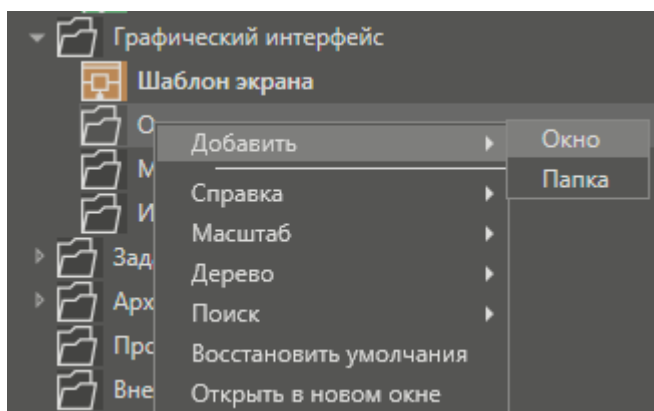 Графический интерфейс
Шаблон экрана
Добавить
Окно
Папка
Справка
Масштаб
Дерево
Поиск
Восстановить умолчания
Открыть в новом окне